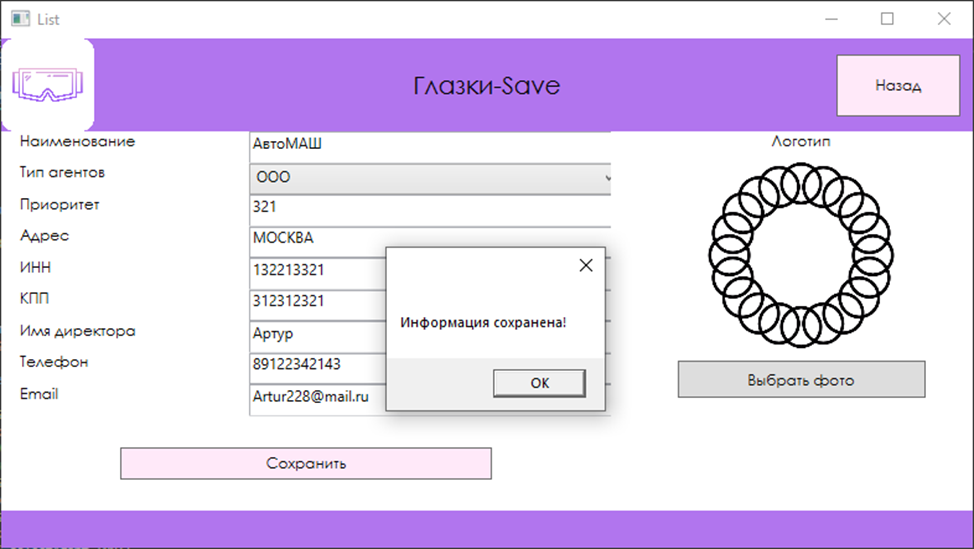 List
Глазки-Save
Назад
Наименование
АвтоМАШ
Логотип
Тип агентов
ООО
Приоритет
321
Адрес
МОСКВА
ИНН
132213321
КПП
312312321
Имя директора
Артур
Телефон
89122342143
Email
Artur228@mail.ru
Информация сохранена!
ОК
Выбрать фото
Сохранить